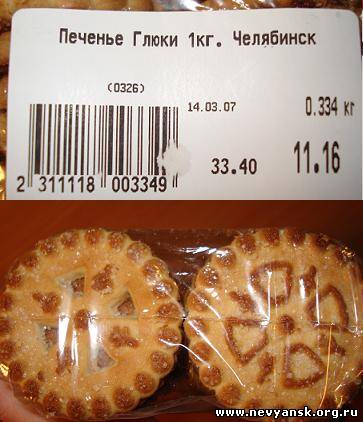 Печенье Глюки 1кг. Челябинск
(0326)
14.03.07 0.334 кг
33.40 11.16
2 311118 003349
www.nevyansk.org.ru